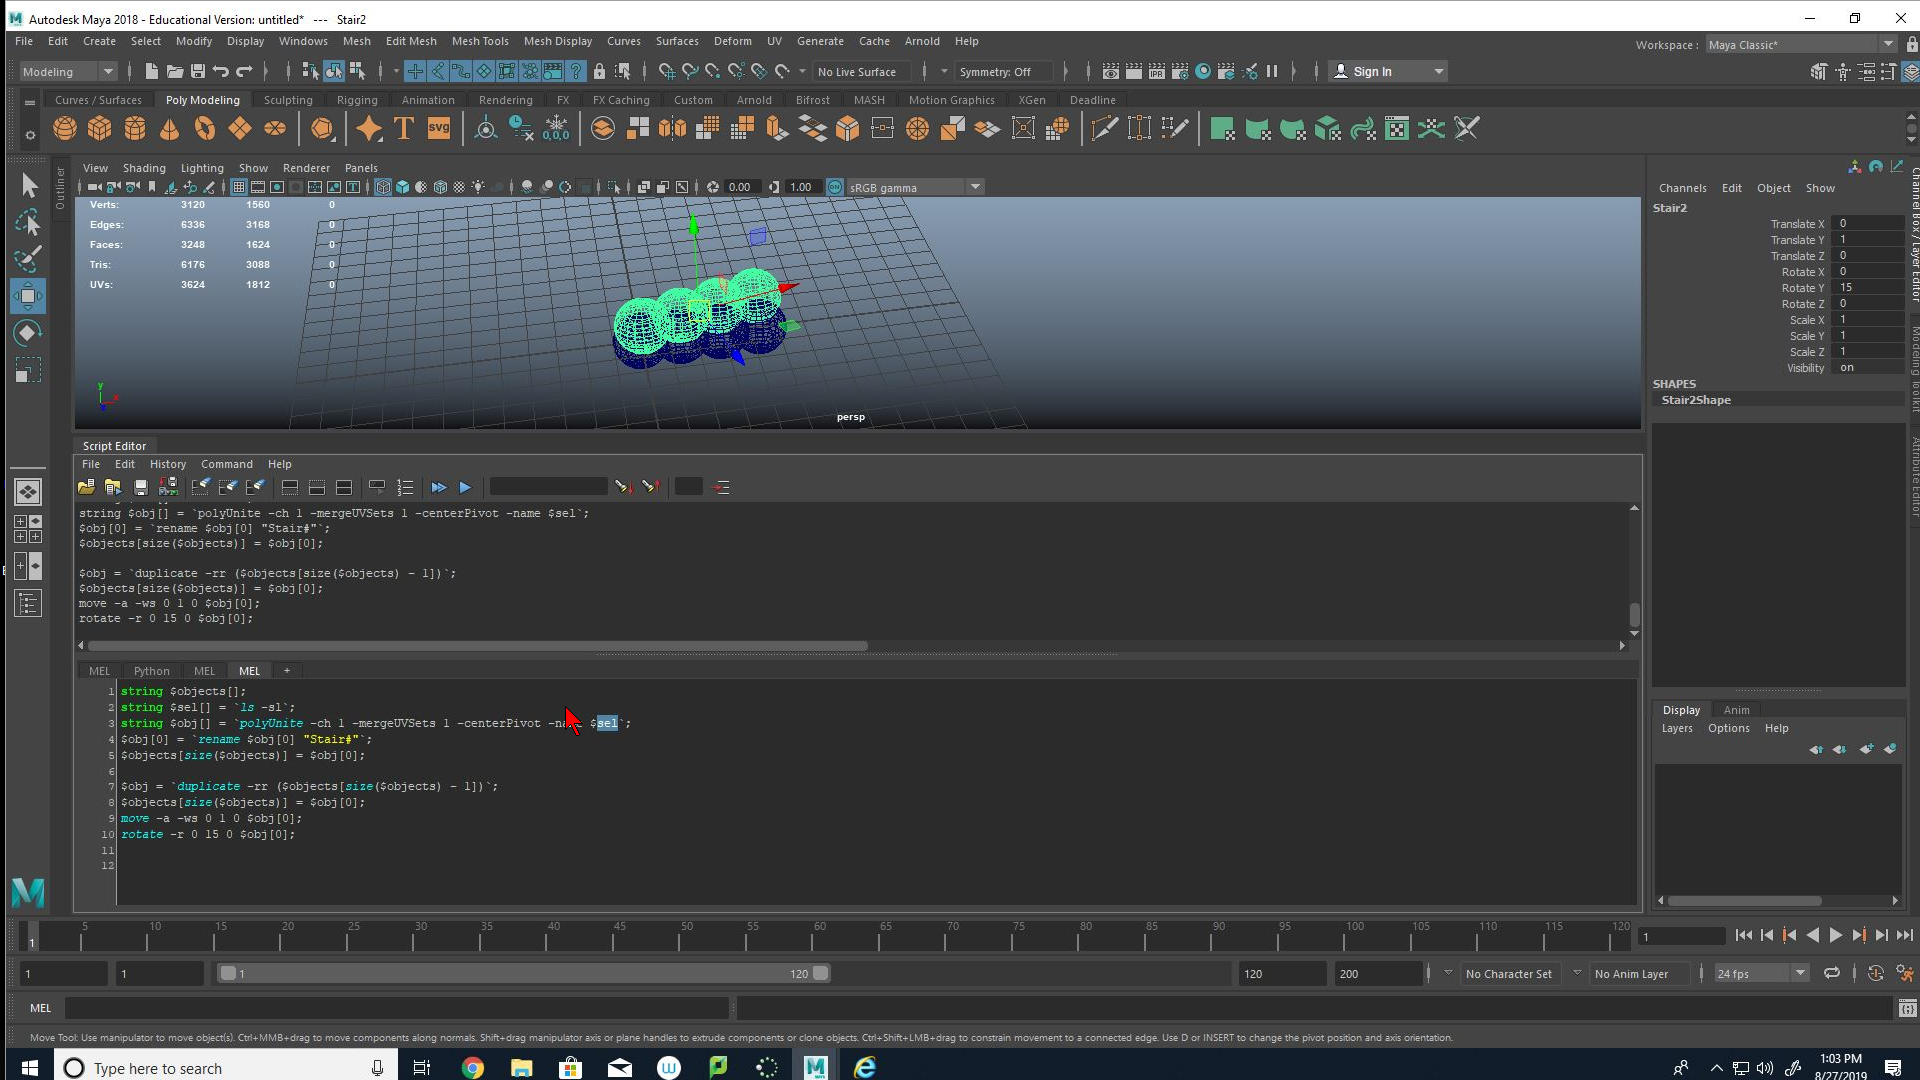 Autodesk Maya 2018 - Educational Version: untitled* --- Stair2
File Edit Create Select Modify Display Windows Mesh Edit Mesh Mesh Tools Mesh Display Curves Surfaces Deform UV Generate Cache Arnold Help
Workspace : Maya Classic*
Modeling No Live Surface Symmetry: Off Sign In
Curves / Surfaces Poly Modeling Sculpting Rigging Animation Rendering FX FX Caching Custom Arnold Bifrost MASH Motion Graphics XGen Deadline
T SVG 0,0,0
Outliner
View Shading Lighting Show Renderer Panels
0.00 1.00 ON sRGB gamma
Verts: 3120 1560 0
Edges: 6336 3168 0
Faces: 3248 1624 0
Tris: 6176 3088 0
UVs: 3624 1812 0
y
x
persp
Channels Edit Object Show
Stair2
Translate X 0
Translate Y 1
Translate Z 0
Rotate X 0
Rotate Y 15
Rotate Z 0
Scale X 1
Scale Y 1
Scale Z 1
Visibility on
SHAPES
Stair2Shape
Channel Box / Layer Editor
Modeling Toolkit
Attribute Editor
Script Editor
File Edit History Command Help
string $obj[] = `polyUnite -ch 1 -mergeUVSets 1 -centerPivot -name $sel`;
$obj[0] = `rename $obj[0] "Stair#"`;
$objects[size($objects)] = $obj[0];
$obj = `duplicate -rr ($objects[size($objects) - 1])`;
$objects[size($objects)] = $obj[0];
move -a -ws 0 1 0 $obj[0];
rotate -r 0 15 0 $obj[0];
MEL Python MEL MEL +
1 string $objects[];
2 string $sel[] = `ls -sl`;
3 string $obj[] = `polyUnite -ch 1 -mergeUVSets 1 -centerPivot $sel`;
4 $obj[0] = `rename $obj[0] "Stair#"`;
5 $objects[size($objects)] = $obj[0];
6
7 $obj = `duplicate -rr ($objects[size($objects) - 1])`;
8 $objects[size($objects)] = $obj[0];
9 move -a -ws 0 1 0 $obj[0];
10 rotate -r 0 15 0 $obj[0];
11
12
Display Anim
Layers Options Help
5 10 15 20 25 30 35 40 45 50 55 60 65 70 75 80 85 90 95 100 105 110 115 120
1 1
1 1 1 120 120 200 No Character Set No Anim Layer 24 fps
MEL
Move Tool: Use manipulator to move object(s). Ctrl+MMB+drag to move components along normals. Shift+drag manipulator axis or plane handles to extrude components or clone objects. Ctrl+Shift+LMB+drag to constrain movement to a connected edge. Use D or INSERT to change the pivot position and axis orientation.
Type here to search
1:03 PM
8/27/2019